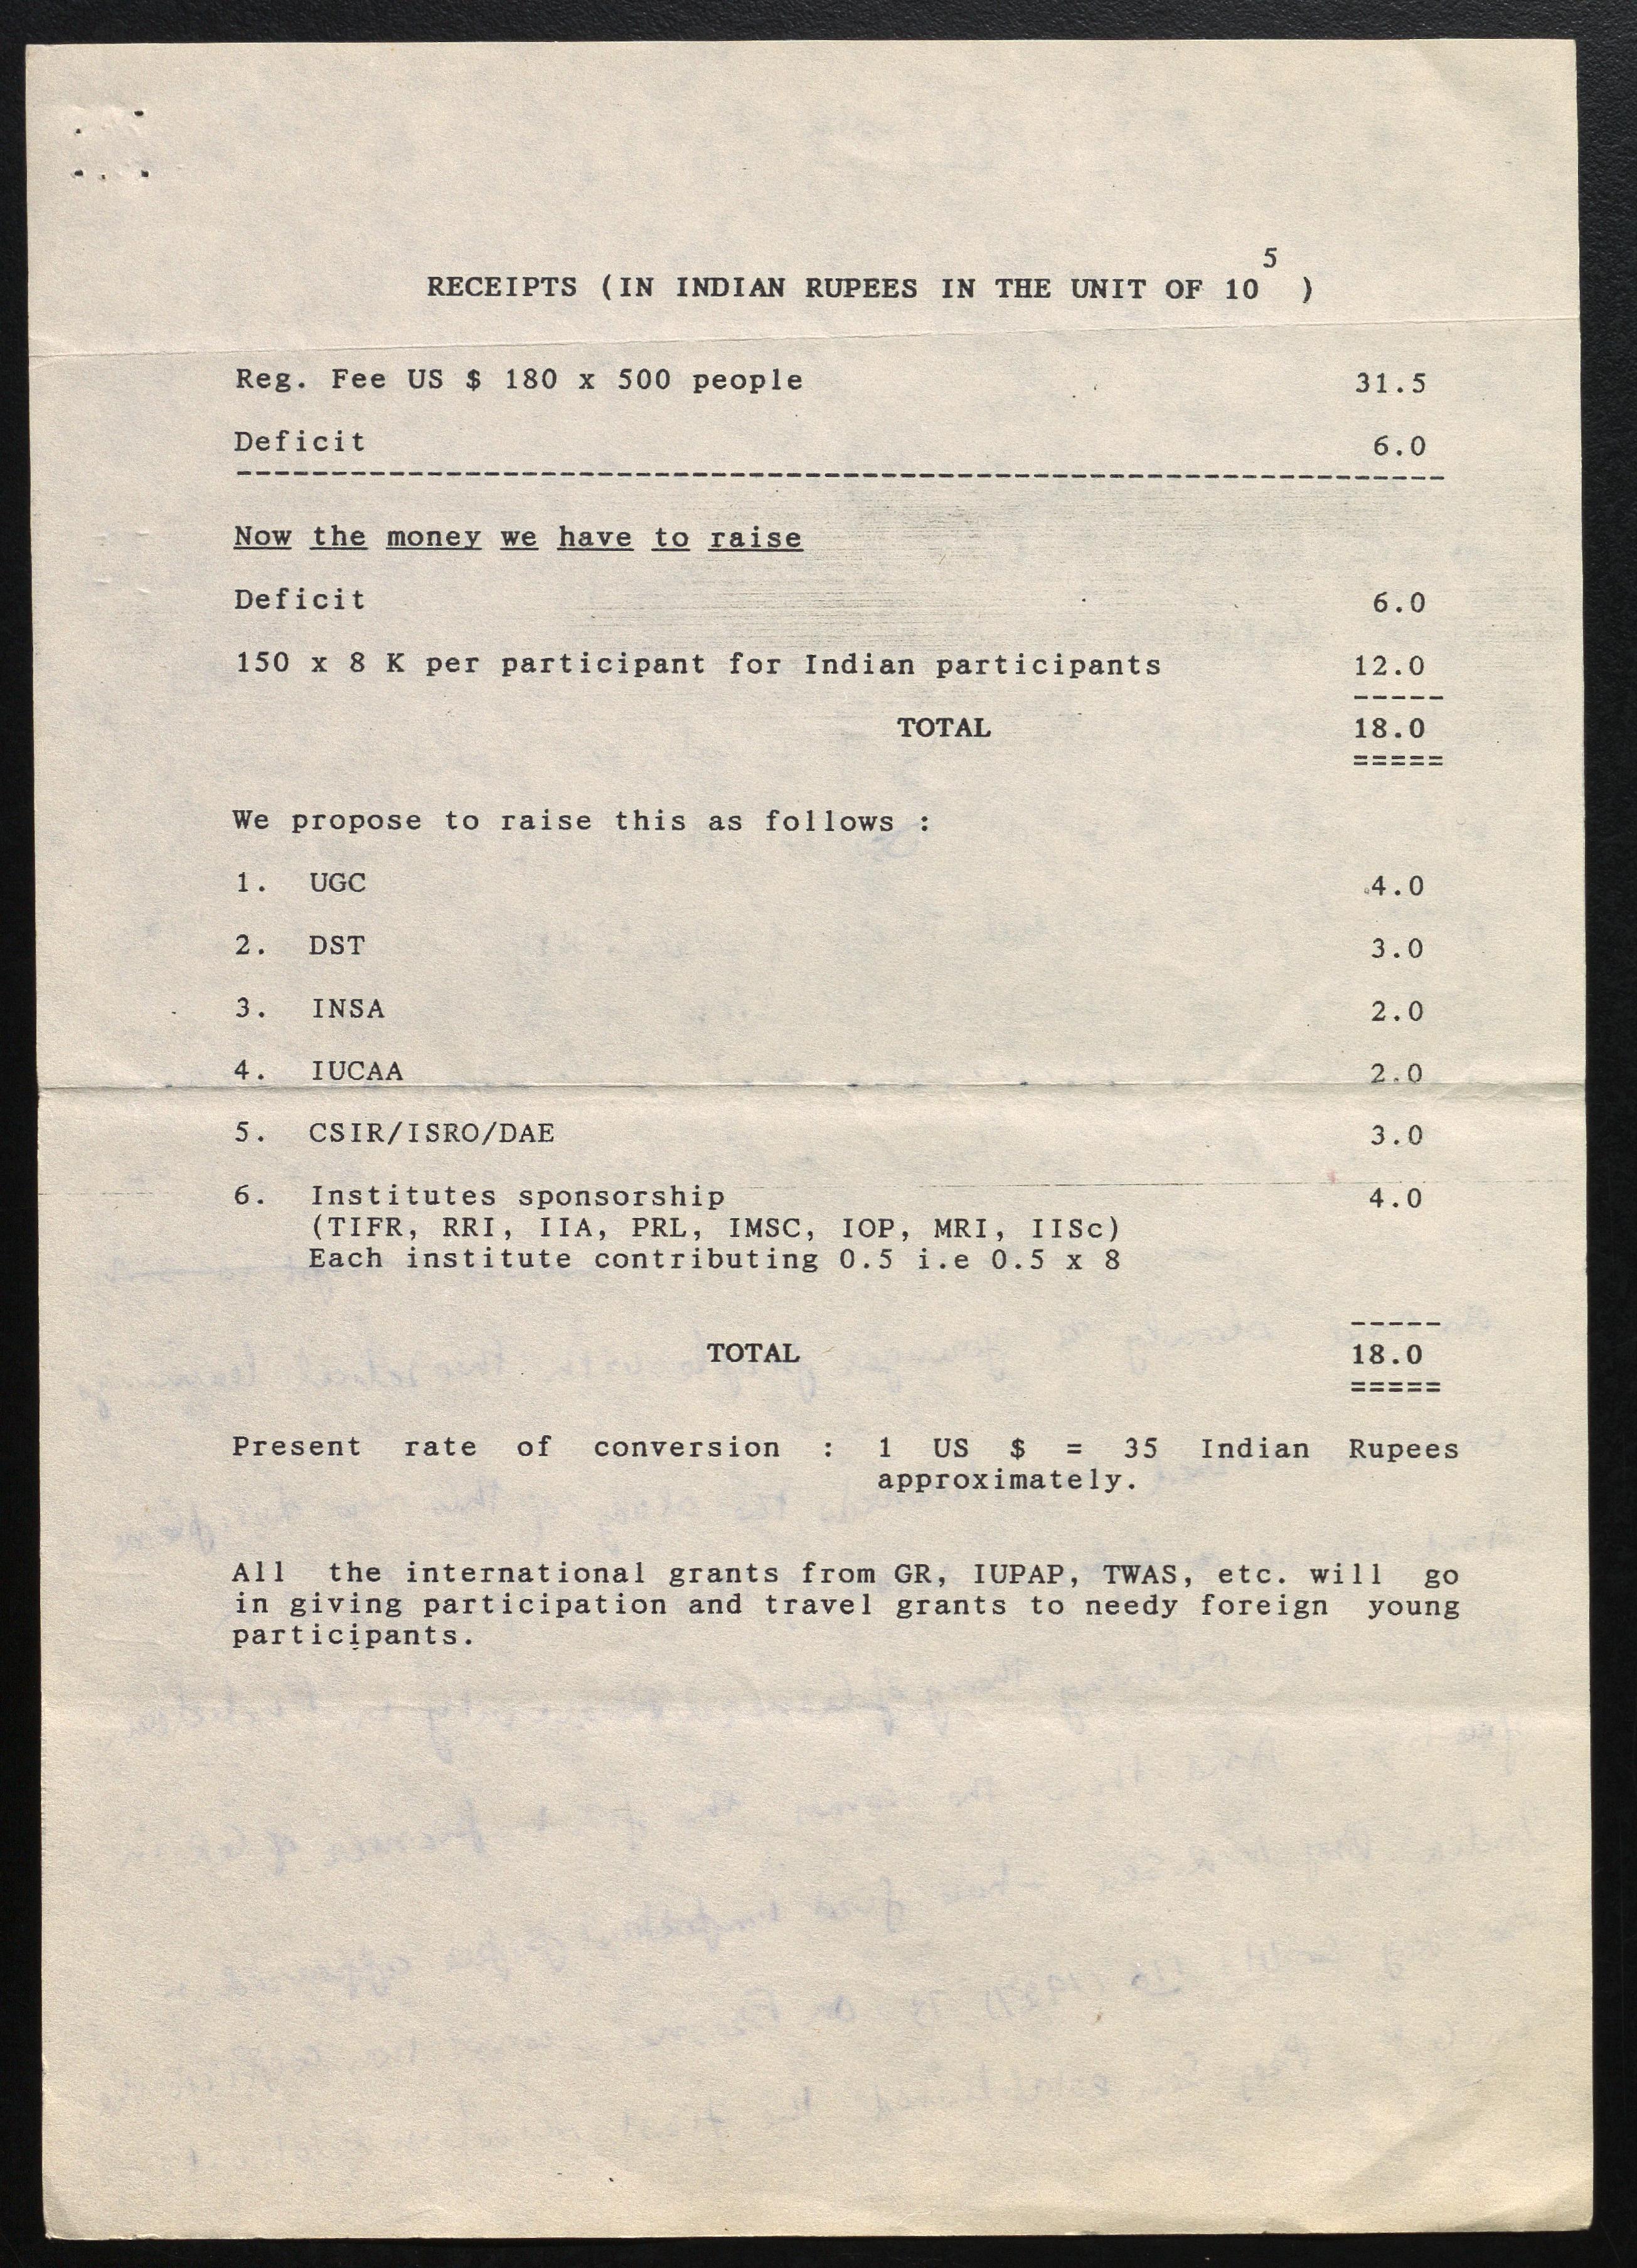 5
RECEIPTS (IN INDIAN RUPEES IN THE UNIT OF 10 )
Reg. Fee US $ 180 x 500 people 31.5
Deficit 6.0
----------------------------------------------------------------
Now the money we have to raise
Deficit 6.0
150 x 8 K per participant for Indian participants 12.0
-----
TOTAL 18.0
=====
We propose to raise this as follows :
1. UGC 4.0
2. DST 3.0
3. INSA 2.0
4. IUCAA 2.0
5. CSIR/ISRO/DAE 3.0
6. Institutes sponsorship 4.0
(TIFR, RRI, IIA, PRL, IMSC, IOP, MRI, IISc)
Each institute contributing 0.5 i.e 0.5 x 8
-----
TOTAL 18.0
=====
Present rate of conversion : 1 US $ = 35 Indian Rupees
approximately.
All the international grants from GR, IUPAP, TWAS, etc. will go
in giving participation and travel grants to needy foreign young
participants.